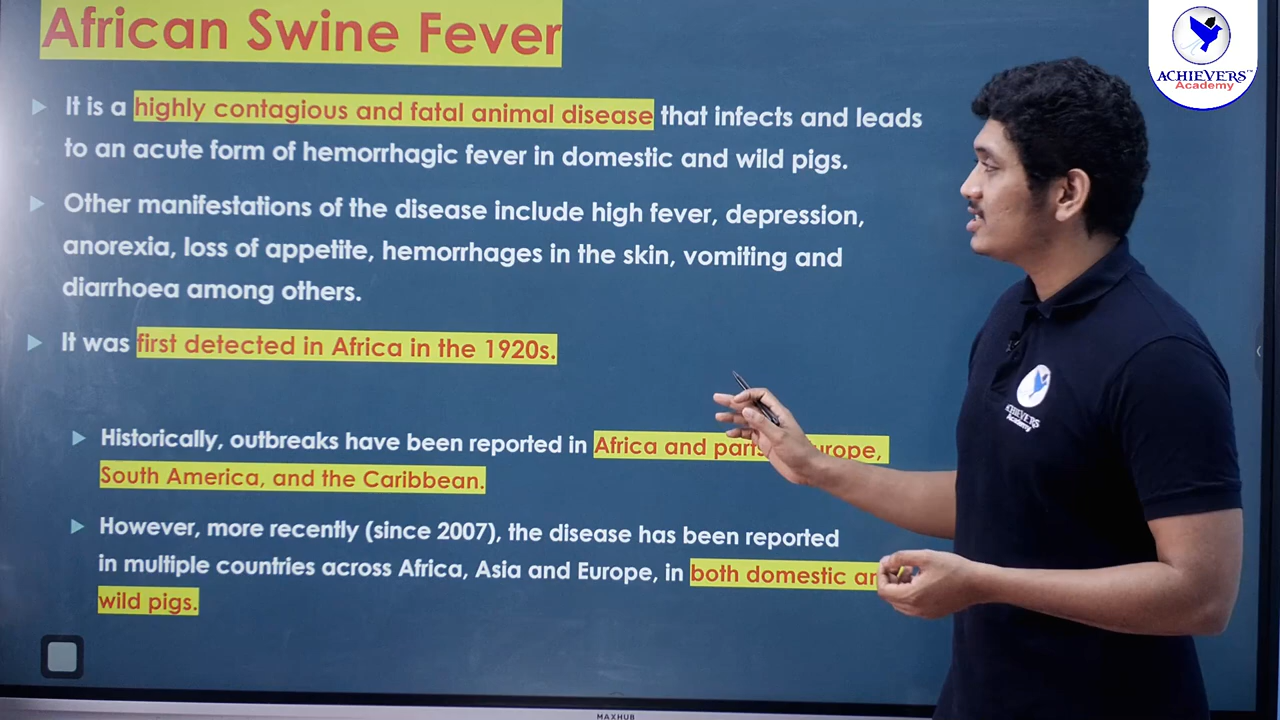 African Swine Fever
ACHIEVERS™
Academy
It is a highly contagious and fatal animal disease that infects and leads
to an acute form of hemorrhagic fever in domestic and wild pigs.
Other manifestations of the disease include high fever, depression,
anorexia, loss of appetite, hemorrhages in the skin, vomiting and
diarrhoea among others.
It was first detected in Africa in the 1920s.
ACHIEVERS
Academy
Historically, outbreaks have been reported in Africa and parts urope,
South America, and the Caribbean.
However, more recently (since 2007), the disease has been reported
in multiple countries across Africa, Asia and Europe, in both domestic an
wild pigs.
MAXHUB